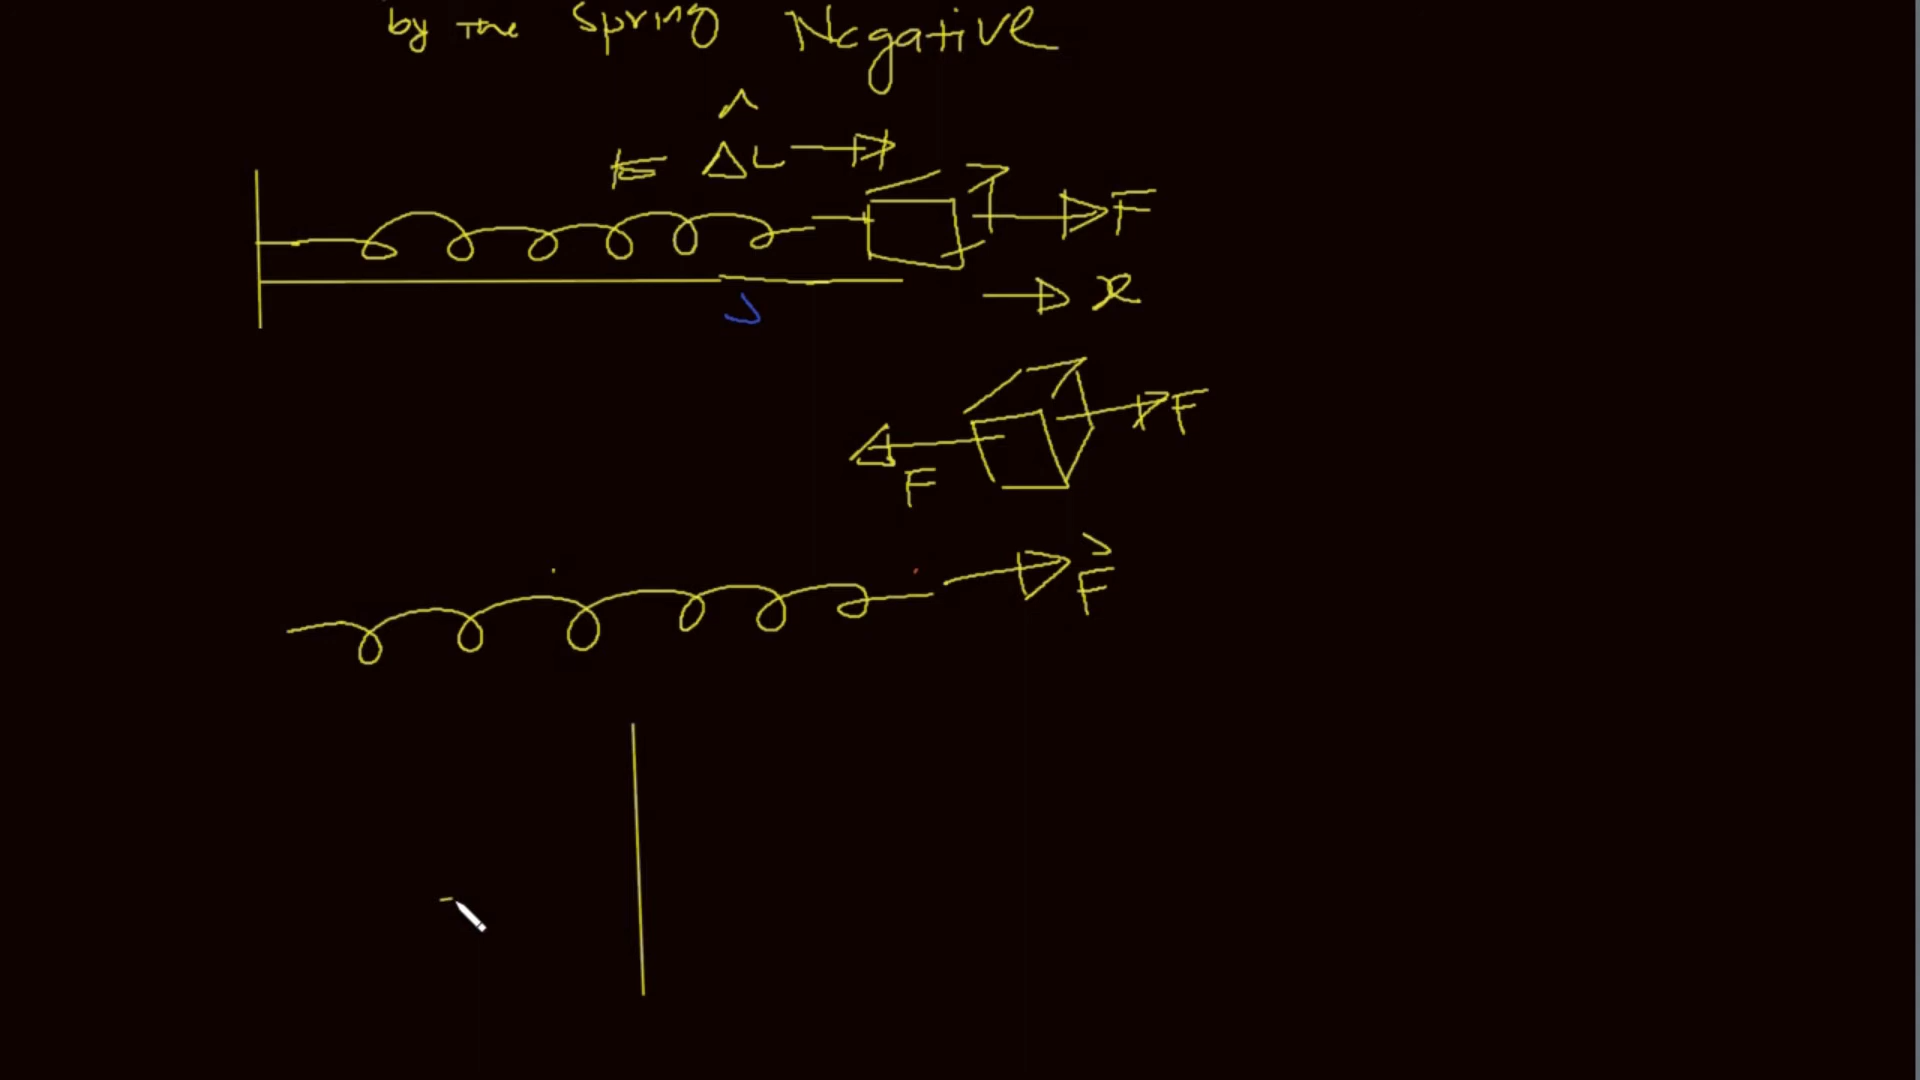 by The Spring Negative
ΔL
F
x
F
F
F